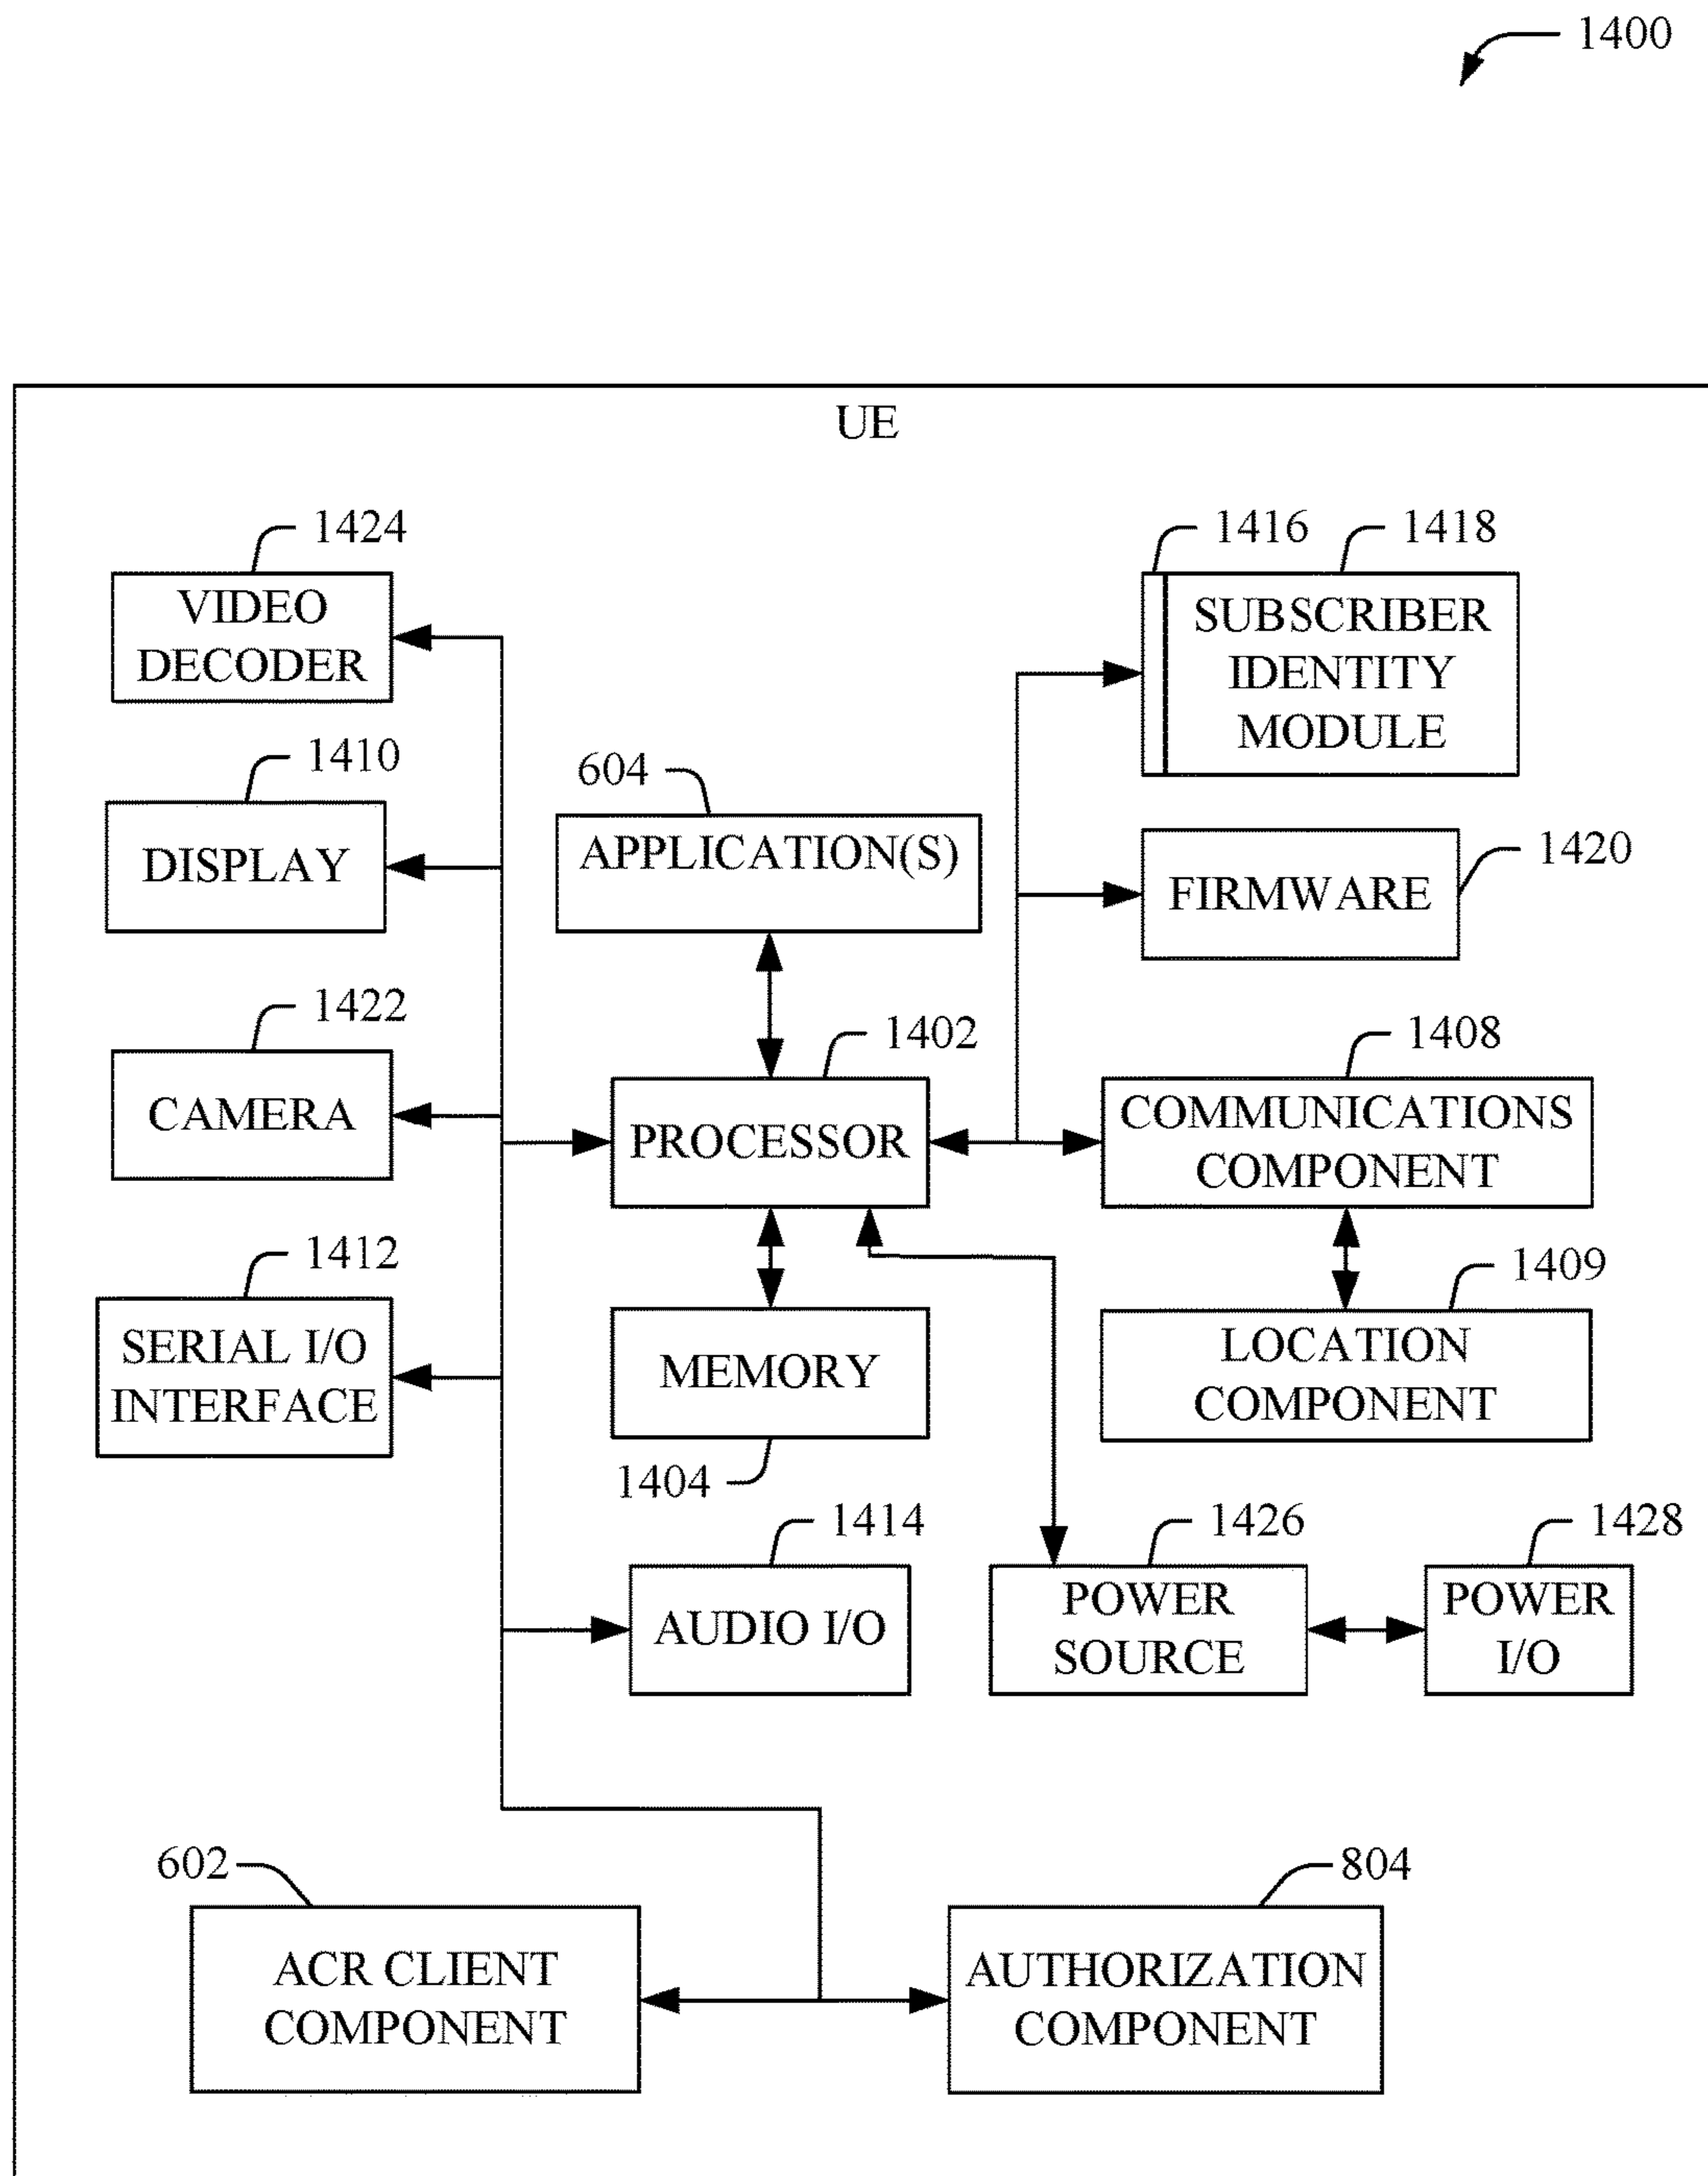 1400
UE
1424
VIDEO
DECODER
1416
1418
SUBSCRIBER
IDENTITY
MODULE
1410
DISPLAY
604
APPLICATION(S)
1420
FIRMWARE
1422
CAMERA
1402
PROCESSOR
1408
COMMUNICATIONS
COMPONENT
1412
SERIAL I/O
INTERFACE
MEMORY
1404
1409
LOCATION
COMPONENT
1414
AUDIO I/O
1426
POWER
SOURCE
1428
POWER
I/O
602
ACR CLIENT
COMPONENT
804
AUTHORIZATION
COMPONENT